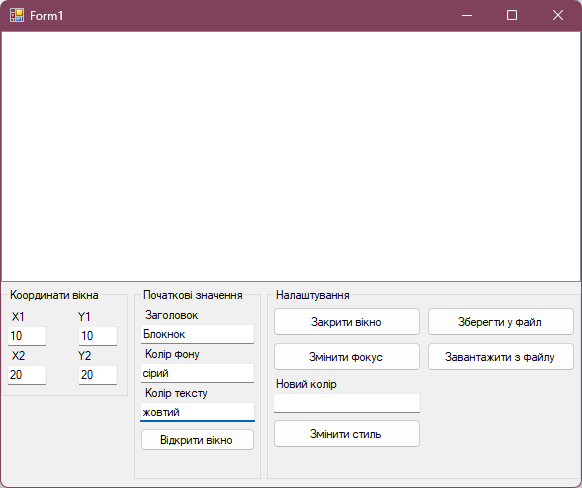 Form1
Координати вікна
X1 Y1
10 10
X2 Y2
20 20
Початкові значення
Заголовок
Блокнок
Колір фону
сірий
Колір тексту
жовтий
Відкрити вікно
Налаштування
Закрити вікно Зберегти у файл
Змінити фокус Завантажити з файлу
Новий колір
Змінити стиль